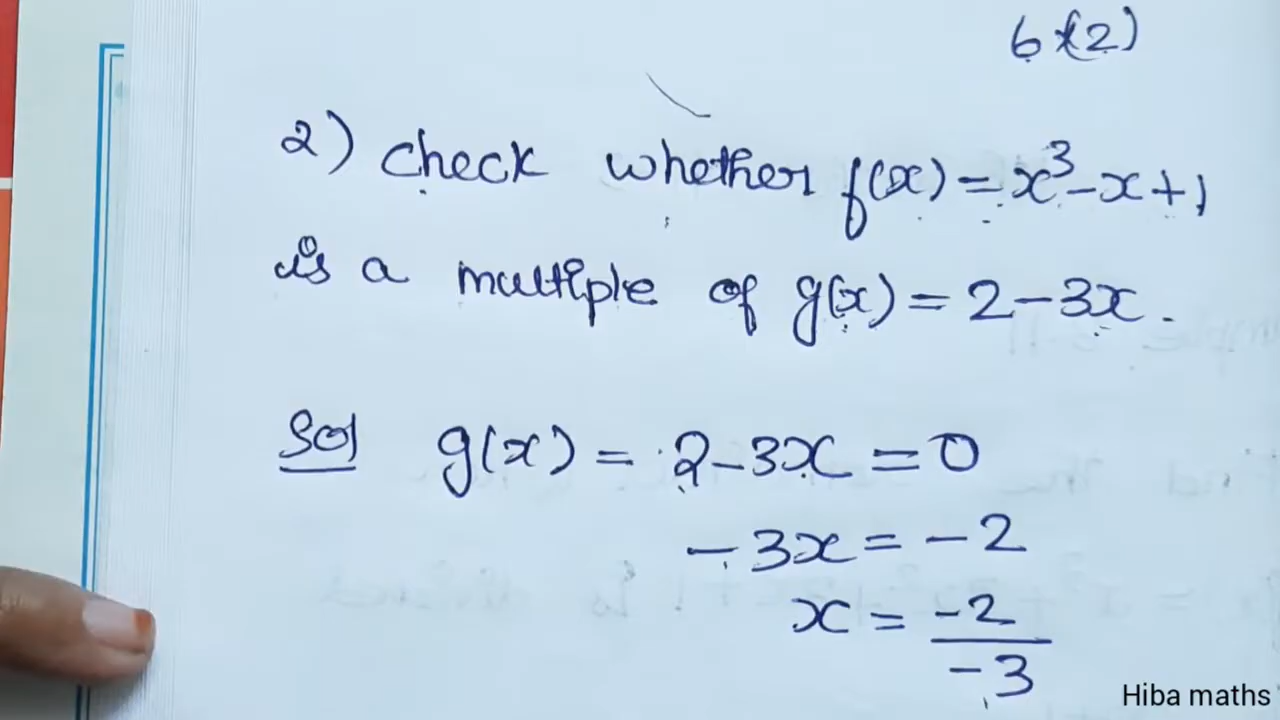 6 *(2)
2) check whether f(x) = x³-x+1
is a multiple of g(x) = 2-3x.
Sol g(x) = 2-3x = 0
-3x = -2
x = -2/-3
Hiba maths